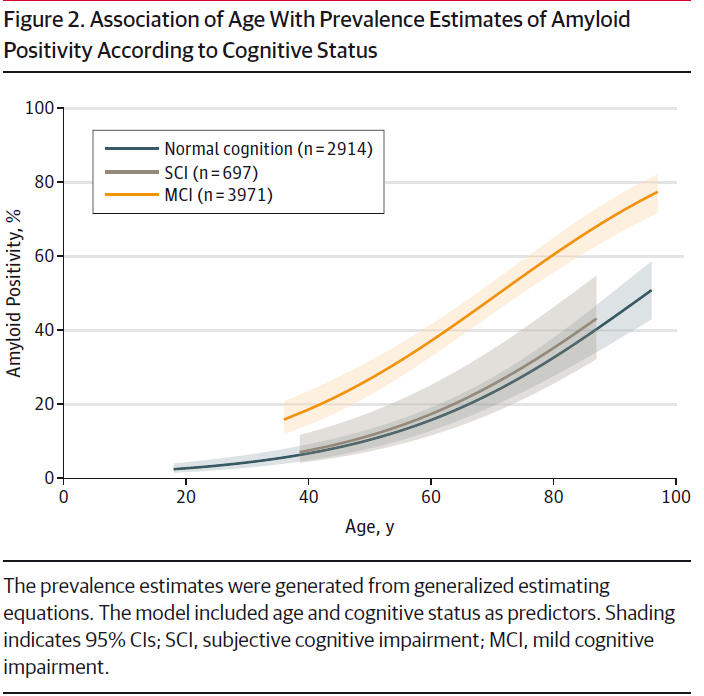 Figure 2. Association of Age With Prevalence Estimates of Amyloid
Positivity According to Cognitive Status
100
80
60
40
20
0
Amyloid Positivity, %
Normal cognition (n=2914)
SCI (n=697)
MCI (n=3971)
0 20 40 60 80 100
Age, y
The prevalence estimates were generated from generalized estimating
equations. The model included age and cognitive status as predictors. Shading
indicates 95% CIs; SCI, subjective cognitive impairment; MCI, mild cognitive
impairment.